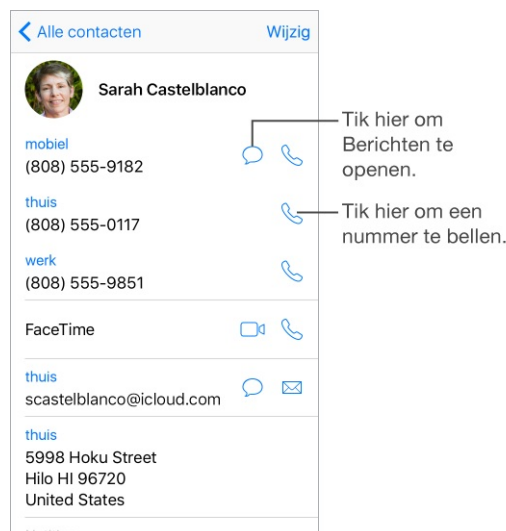 Alle contacten
Wijzig
Sarah Castelblanco
mobiel
(808) 555-9182
Tik hier om
Berichten te
openen.
thuis
(808) 555-0117
Tik hier om een
nummer te bellen.
werk
(808) 555-9851
FaceTime
thuis
scastelblanco@icloud.com
thuis
5998 Hoku Street
Hilo HI 96720
United States